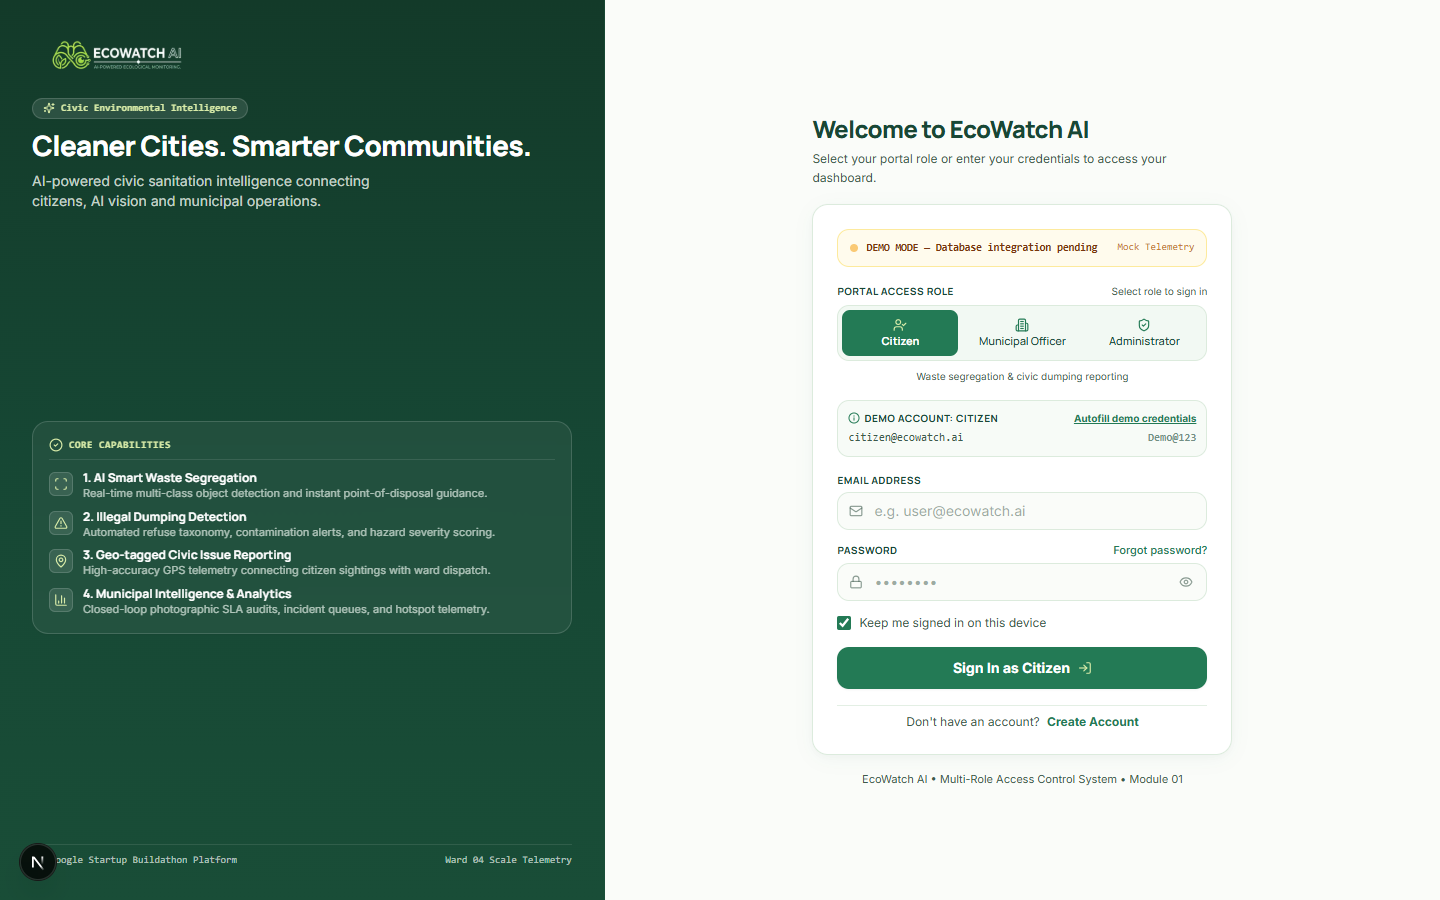 ECOWATCH AI
AI-POWERED ECOLOGICAL MONITORING.
Civic Environmental Intelligence
Cleaner Cities. Smarter Communities.
AI-powered civic sanitation intelligence connecting
citizens, AI vision and municipal operations.
CORE CAPABILITIES
1. AI Smart Waste Segregation
Real-time multi-class object detection and instant point-of-disposal guidance.
2. Illegal Dumping Detection
Automated refuse taxonomy, contamination alerts, and hazard severity scoring.
3. Geo-tagged Civic Issue Reporting
High-accuracy GPS telemetry connecting citizen sightings with ward dispatch.
4. Municipal Intelligence & Analytics
Closed-loop photographic SLA audits, incident queues, and hotspot telemetry.
N
oogle Startup Buildathon Platform
Ward 04 Scale Telemetry
Welcome to EcoWatch AI
Select your portal role or enter your credentials to access your
dashboard.
DEMO MODE — Database integration pending
Mock Telemetry
PORTAL ACCESS ROLE
Select role to sign in
Citizen
Municipal Officer
Administrator
Waste segregation & civic dumping reporting
DEMO ACCOUNT: CITIZEN
Autofill demo credentials
citizen@ecowatch.ai
Demo@123
EMAIL ADDRESS
e.g. user@ecowatch.ai
PASSWORD
Forgot password?
••••••••
Keep me signed in on this device
Sign In as Citizen
Don't have an account? Create Account
EcoWatch AI • Multi-Role Access Control System • Module 01